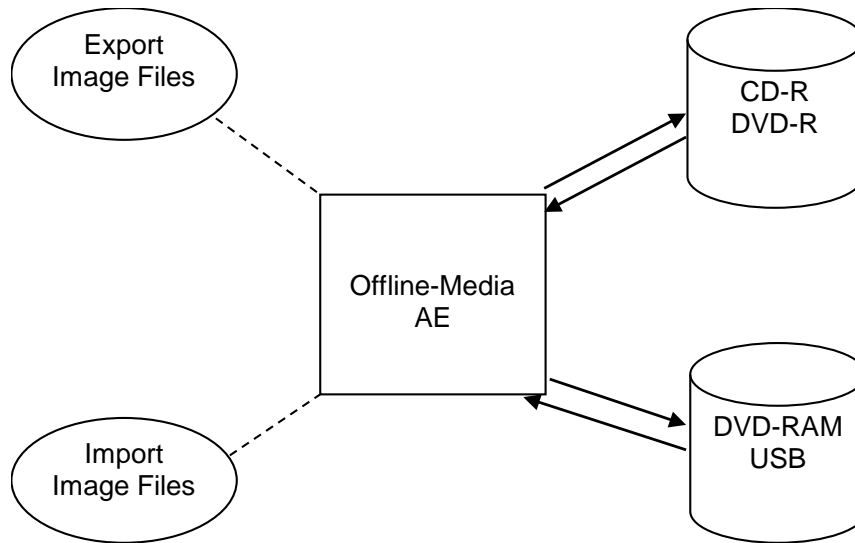 Export
Image Files
CD-R
DVD-R
Offline-Media
AE
Import
Image Files
DVD-RAM
USB